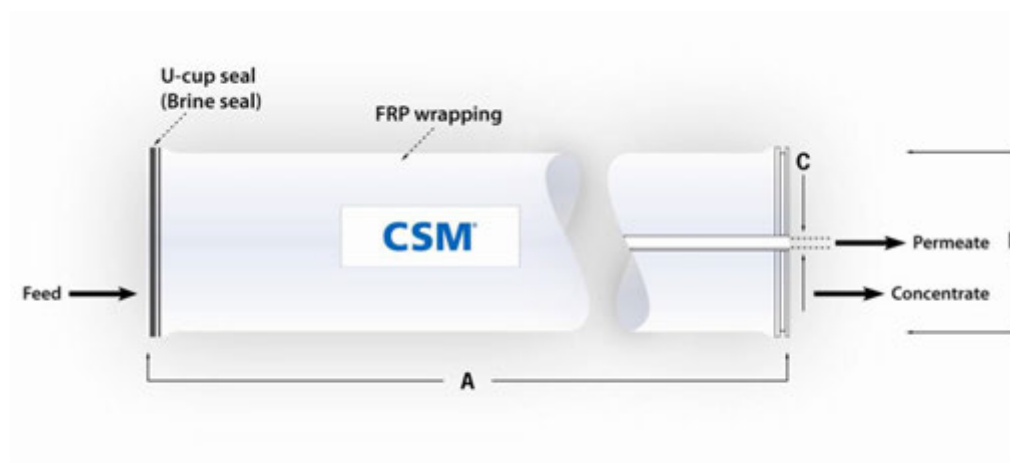 U-cup seal
(Brine seal)
FRP wrapping
C
CSM
Permeate
Feed
Concentrate
A